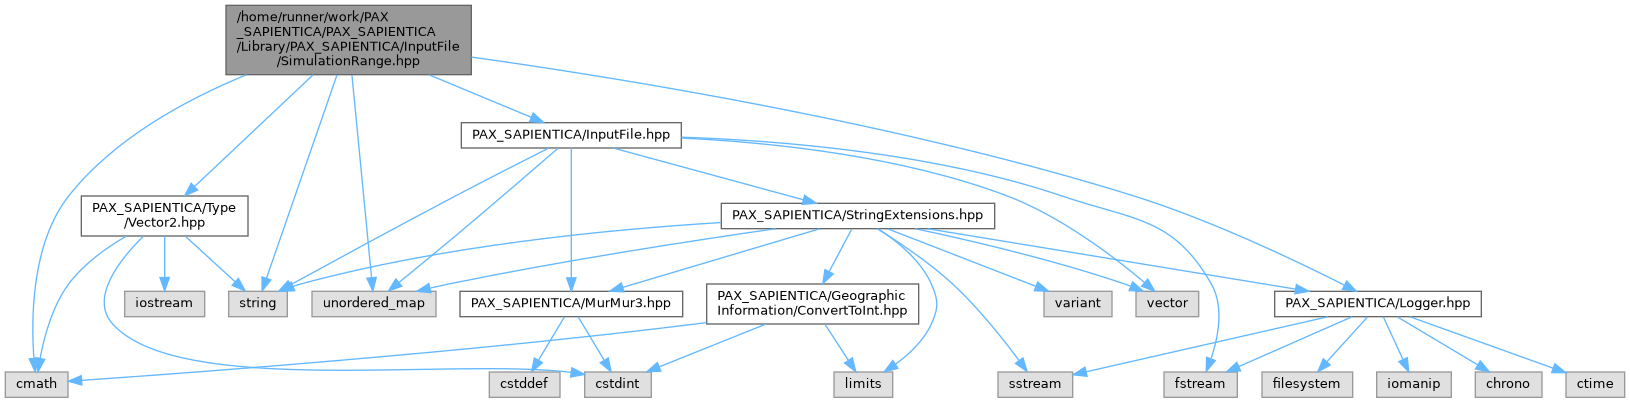 /home/runner/work/PAX
_SAPIENTICA/PAX_SAPIENTICA
/Library/PAX_SAPIENTICA/InputFile
/SimulationRange.hpp
PAX_SAPIENTICA/InputFile.hpp
PAX_SAPIENTICA/Type
/Vector2.hpp
PAX_SAPIENTICA/StringExtensions.hpp
iostream
string
unordered_map
PAX_SAPIENTICA/MurMur3.hpp
PAX_SAPIENTICA/Geographic
Information/ConvertToInt.hpp
variant
vector
PAX_SAPIENTICA/Logger.hpp
cmath
cstddef
cstdint
limits
sstream
fstream
filesystem
iomanip
chrono
ctime